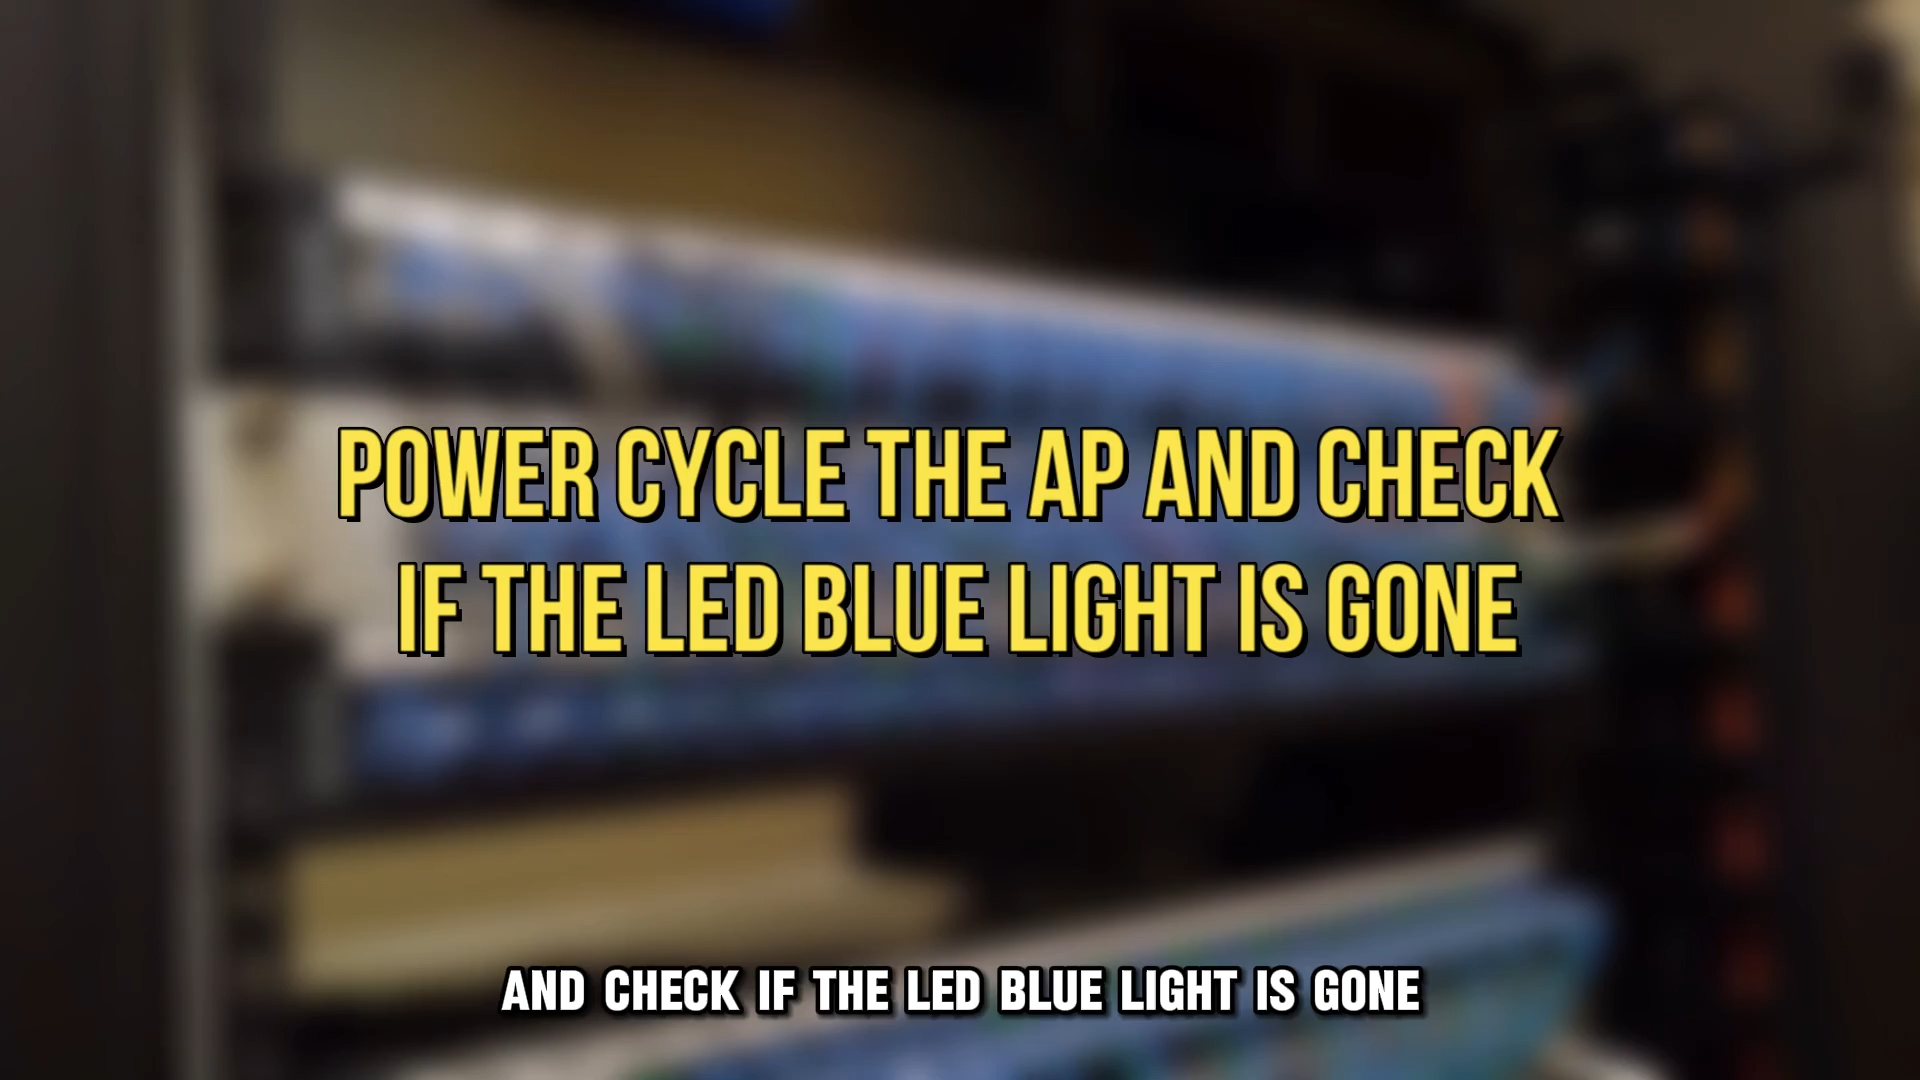 POWER CYCLE THE AP AND CHECK
IF THE LED BLUE LIGHT IS GONE
AND CHECK IF THE LED BLUE LIGHT IS GONE